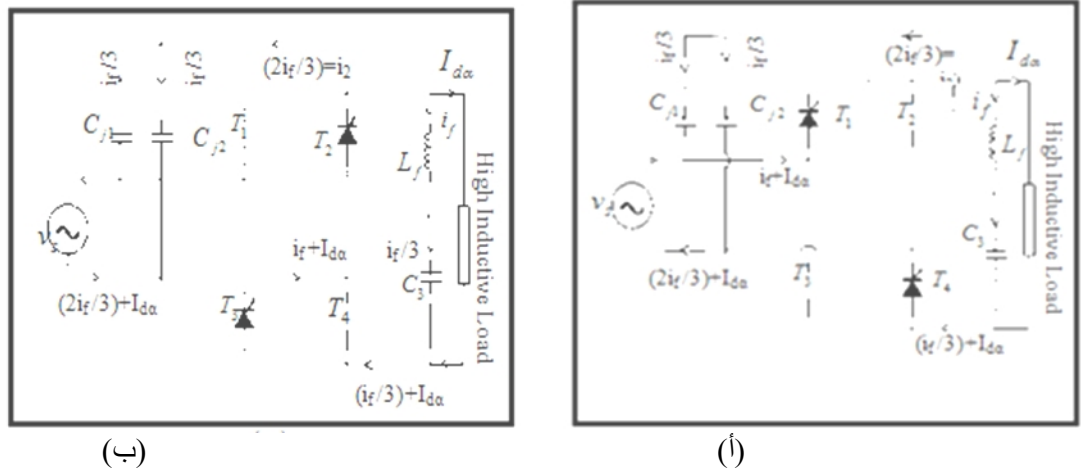 if/3
if/3
(2if/3)=i2
Idα
Cf1
Cf2
T1
T2
if
Lf
High Inductive Load
vs
if+Idα
if/3
C3
(2if/3)+Idα
T3
T4
(if/3)+Idα
(ب)
if/3
if/3
(2if/3)=
Idα
Cf1
Cf2
T1
T2
if
Lf
High Inductive Load
if+Idα
C3
(2if/3)+Idα
T3
T4
(if/3)+Idα
(أ)